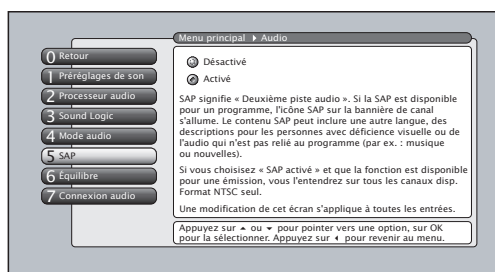 Menu principal ▸ Audio
0 Retour
1 Préréglages de son
2 Processeur audio
3 Sound Logic
4 Mode audio
5 SAP
6 Équilibre
7 Connexion audio
Désactivé
Activé
SAP signifie « Deuxième piste audio ». Si la SAP est disponible
pour un programme, l'icône SAP sur la bannière de canal
s'allume. Le contenu SAP peut inclure une autre langue, des
descriptions pour les personnes avec déficience visuelle ou de
l'audio qui n'est pas relié au programme (par ex. : musique
ou nouvelles).
Si vous choisisez « SAP activé » et que la fonction est disponible
pour une émission, vous l'entendrez sur tous les canaux disp.
Format NTSC seul.
Une modification de cet écran s'applique à toutes les entrées.
Appuyez sur ▴ ou ▾ pour pointer vers une option, sur OK
pour la sélectionner. Appuyez sur ◂ pour revenir au menu.